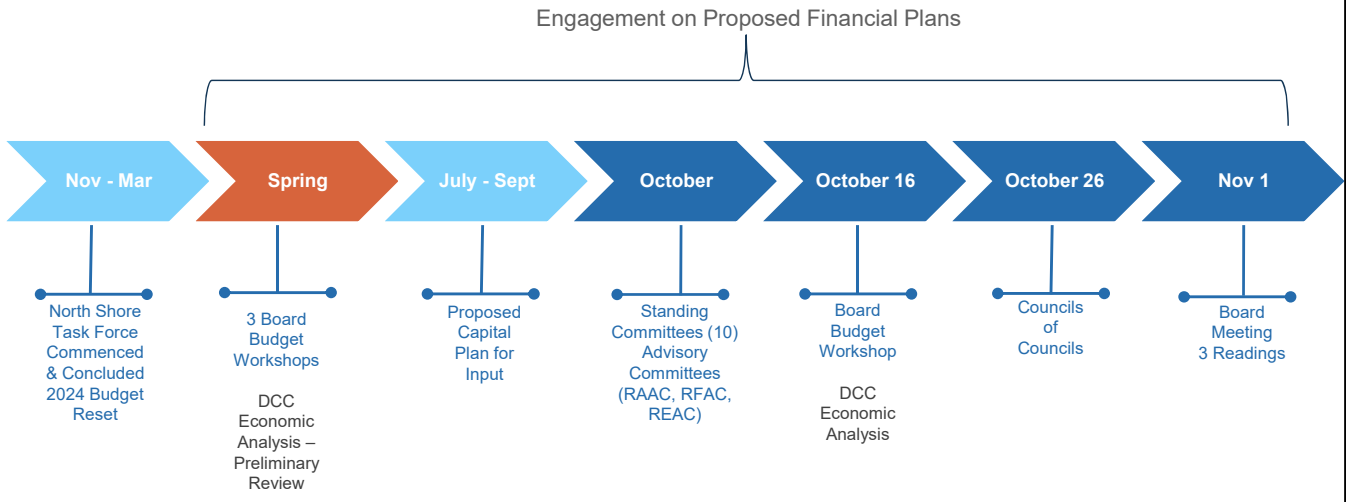 Engagement on Proposed Financial Plans
Nov - Mar
Spring
July - Sept
October
October 16
October 26
Nov 1
North Shore
Task Force
Commenced
& Concluded
2024 Budget
Reset
3 Board
Budget
Workshops
DCC
Economic
Analysis –
Preliminary
Review
Proposed
Capital
Plan for
Input
Standing
Committees (10)
Advisory
Committees
(RAAC, RFAC,
REAC)
Board
Budget
Workshop
DCC
Economic
Analysis
Councils
of
Councils
Board
Meeting
3 Readings